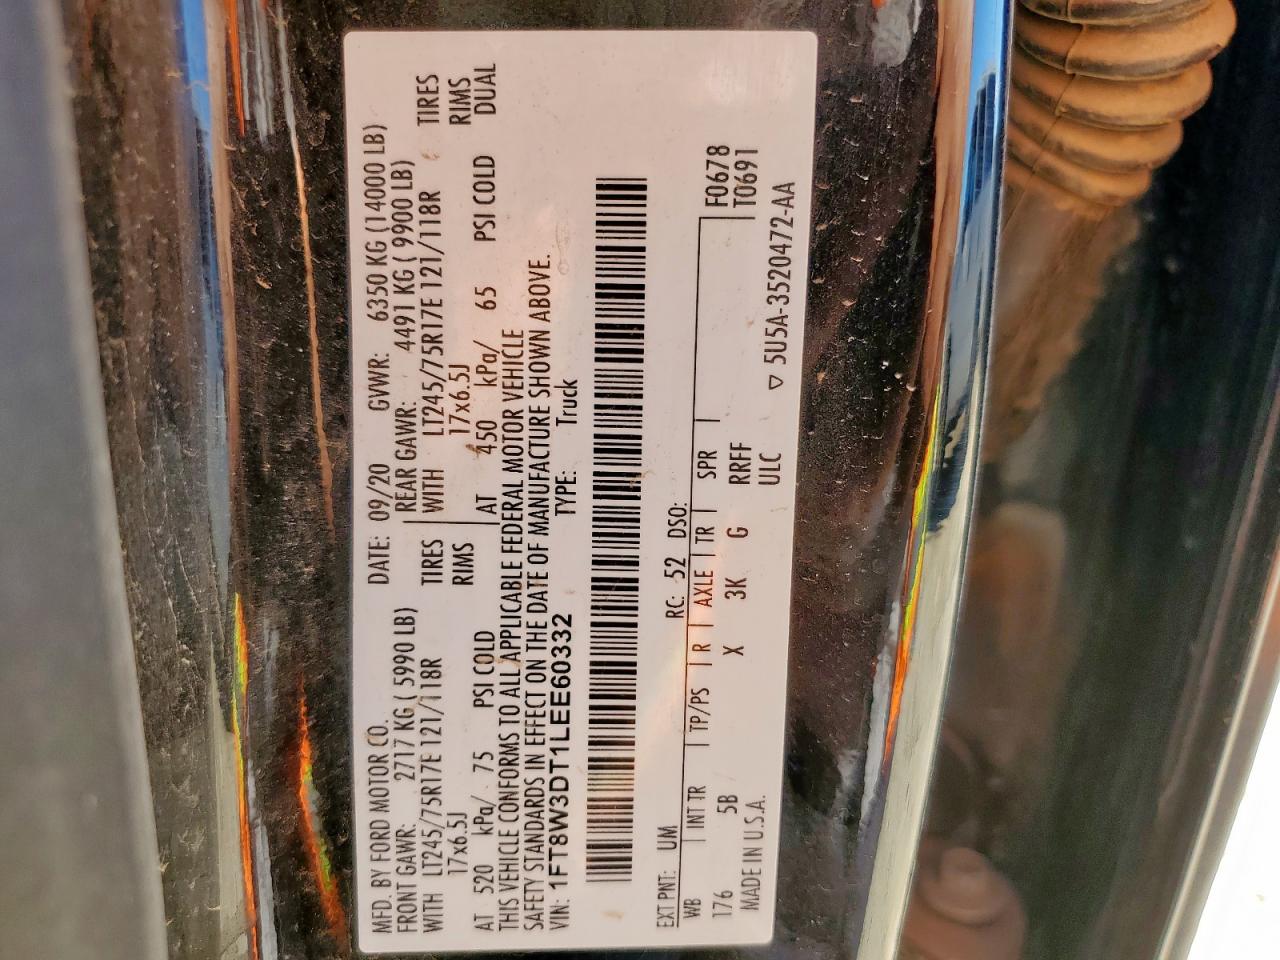 MFD. BY FORD MOTOR CO. DATE: 09/20 GVWR: 6350 KG (14000 LB)
FRONT GAWR: 2717 KG ( 5990 LB) REAR GAWR: 4491 KG ( 9900 LB)
WITH LT245/75R17E 121/118R TIRES WITH LT245/75R17E 121/118R TIRES
17x6.5J RIMS 17x6.5J RIMS
AT 520 kPa/ 75 PSI COLD AT 450 kPa/ 65 PSI COLD DUAL
THIS VEHICLE CONFORMS TO ALL APPLICABLE FEDERAL MOTOR VEHICLE
SAFETY STANDARDS IN EFFECT ON THE DATE OF MANUFACTURE SHOWN ABOVE.
VIN: 1FT8W3DT1LEE60332 TYPE: Truck
EXT PNT: UM RC: 52 DSO:
WB INT TR TP/PS R AXLE TR SPR F0678
176 5B X 3K G RRFF T0691
MADE IN U.S.A. ULC ▽ 5U5A-3520472-AA